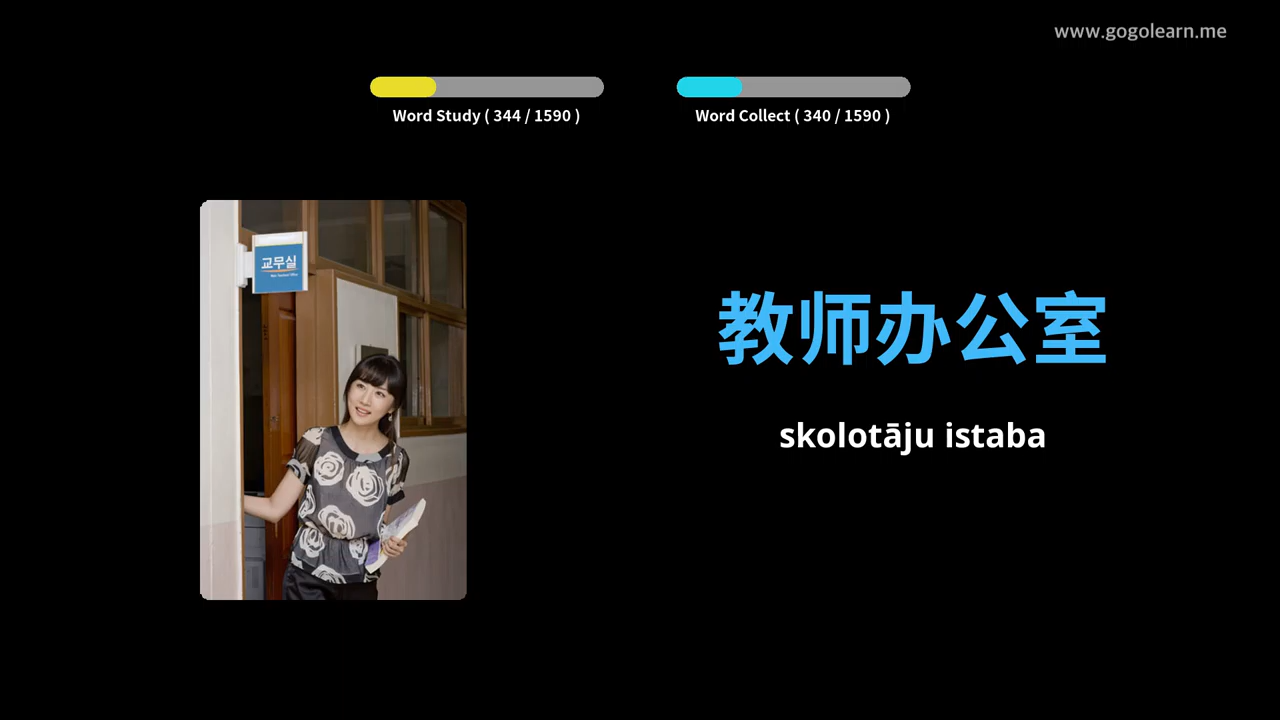 www.gogolearn.me
Word Study ( 344 / 1590 )
Word Collect ( 340 / 1590 )
교무실
教师办公室
skolotāju istaba